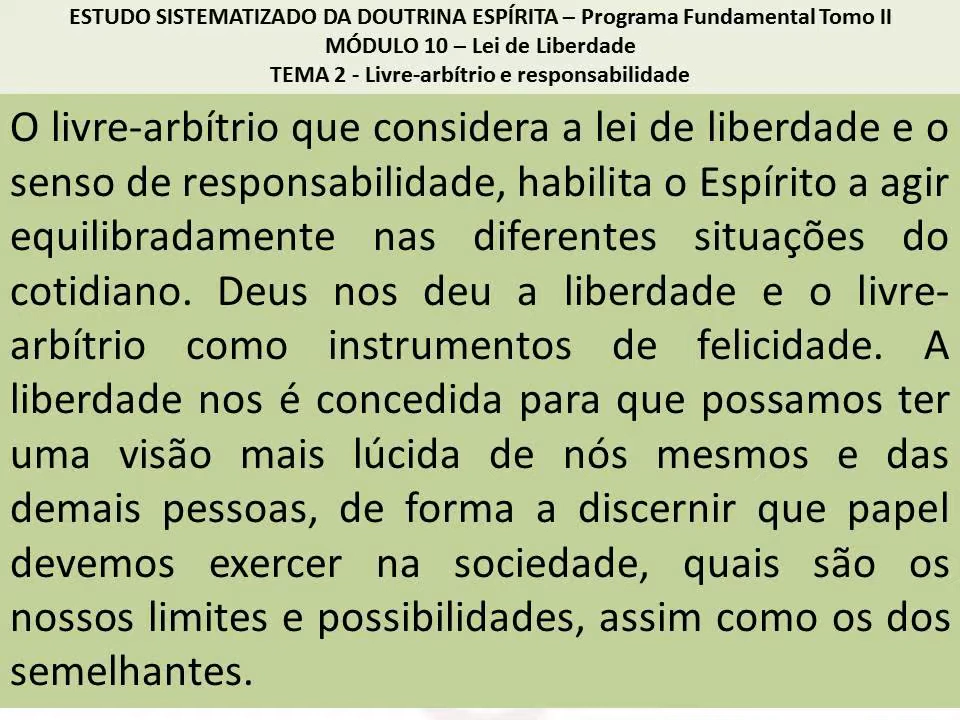 ESTUDO SISTEMATIZADO DA DOUTRINA ESPÍRITA – Programa Fundamental Tomo II
MÓDULO 10 – Lei de Liberdade
TEMA 2 - Livre-arbítrio e responsabilidade
O livre-arbítrio que considera a lei de liberdade e o
senso de responsabilidade, habilita o Espírito a agir
equilibradamente nas diferentes situações do
cotidiano. Deus nos deu a liberdade e o livre-
arbítrio como instrumentos de felicidade. A
liberdade nos é concedida para que possamos ter
uma visão mais lúcida de nós mesmos e das
demais pessoas, de forma a discernir que papel
devemos exercer na sociedade, quais são os
nossos limites e possibilidades, assim como os dos
semelhantes.